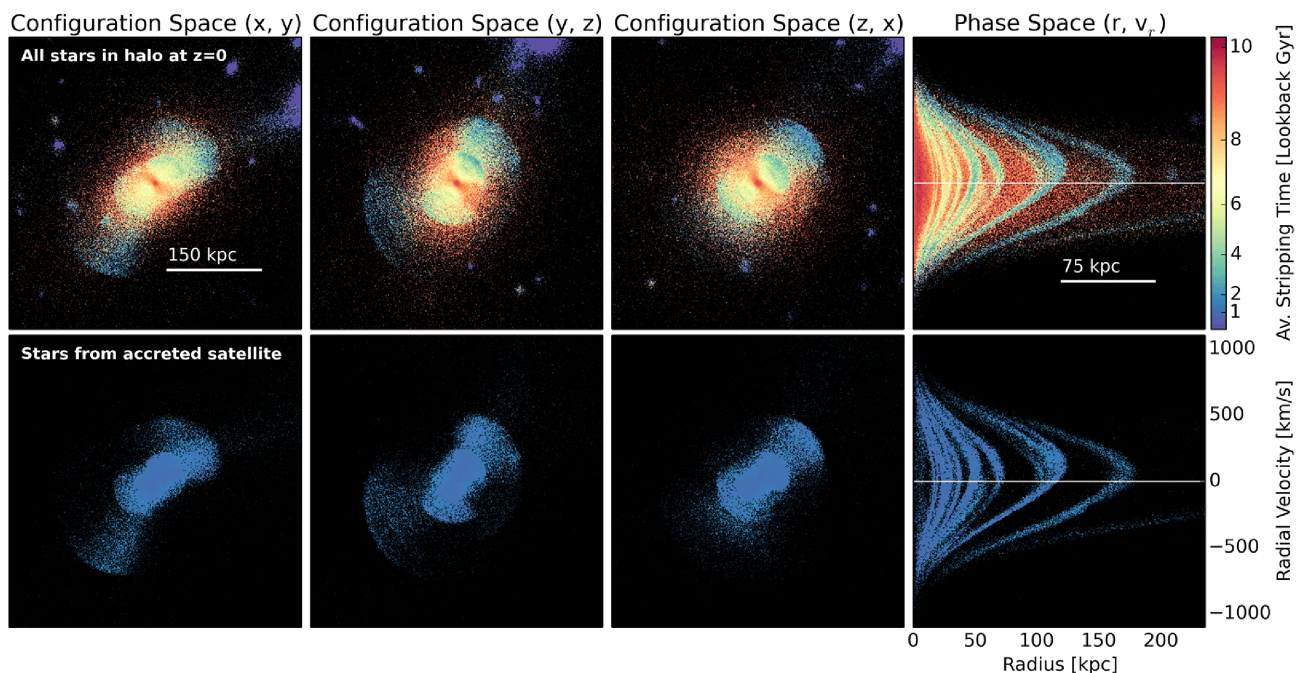 Configuration Space (x, y)
Configuration Space (y, z)
Configuration Space (z, x)
Phase Space (r, vᵣ)
All stars in halo at z=0
150 kpc
75 kpc
10
8
6
4
2
1
Av. Stripping Time [Lookback Gyr]
Stars from accreted satellite
1000
500
0
−500
−1000
Radial Velocity [km/s]
0 50 100 150 200
Radius [kpc]